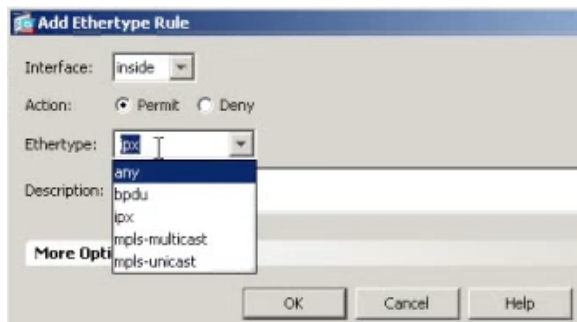 Add Ethertype Rule
Interface: inside
Action: Permit Deny
Ethertype: ipx
any
bpdu
Description:
ipx
mpls-multicast
More Opti
mpls-unicast
OK Cancel Help